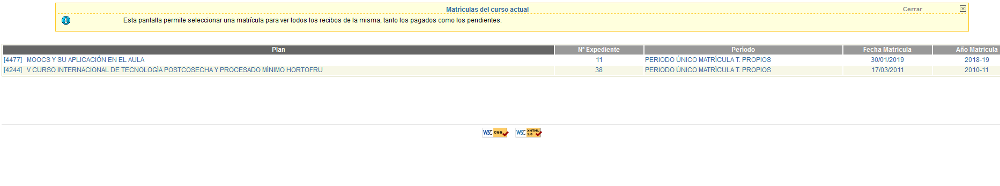 Matrículas del curso actual Cerrar
Esta pantalla permite seleccionar una matrícula para ver todos los recibos de la misma, tanto los pagados como los pendientes.
Plan Nº Expediente Período Fecha Matricula Año Matricula
[4477] MOOCS Y SU APLICACIÓN EN EL AULA 11 PERIODO ÚNICO MATRÍCULA T. PROPIOS 30/01/2019 2018-19
[4244] V CURSO INTERNACIONAL DE TECNOLOGÍA POSTCOSECHA Y PROCESADO MÍNIMO HORTOFRU 38 PERIODO ÚNICO MATRÍCULA T. PROPIOS 17/03/2011 2010-11
W3C CSS W3C XHTML 1.0